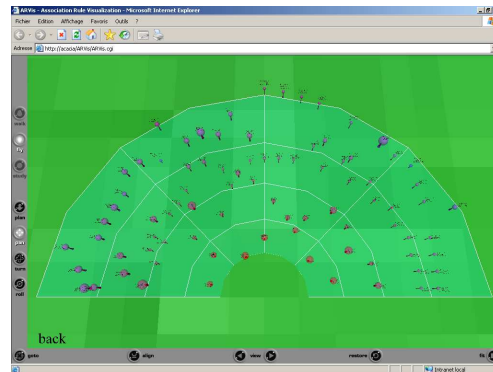 ARVis - Association Rule Visualization - Microsoft Internet Explorer
Fichier Edition Affichage Favoris Outils ?
Adresse http://acacia/ARVis/ARVis.cgi
walk
fly
study
plan
pan
turn
roll
back
goto align view restore fit
Intranet local